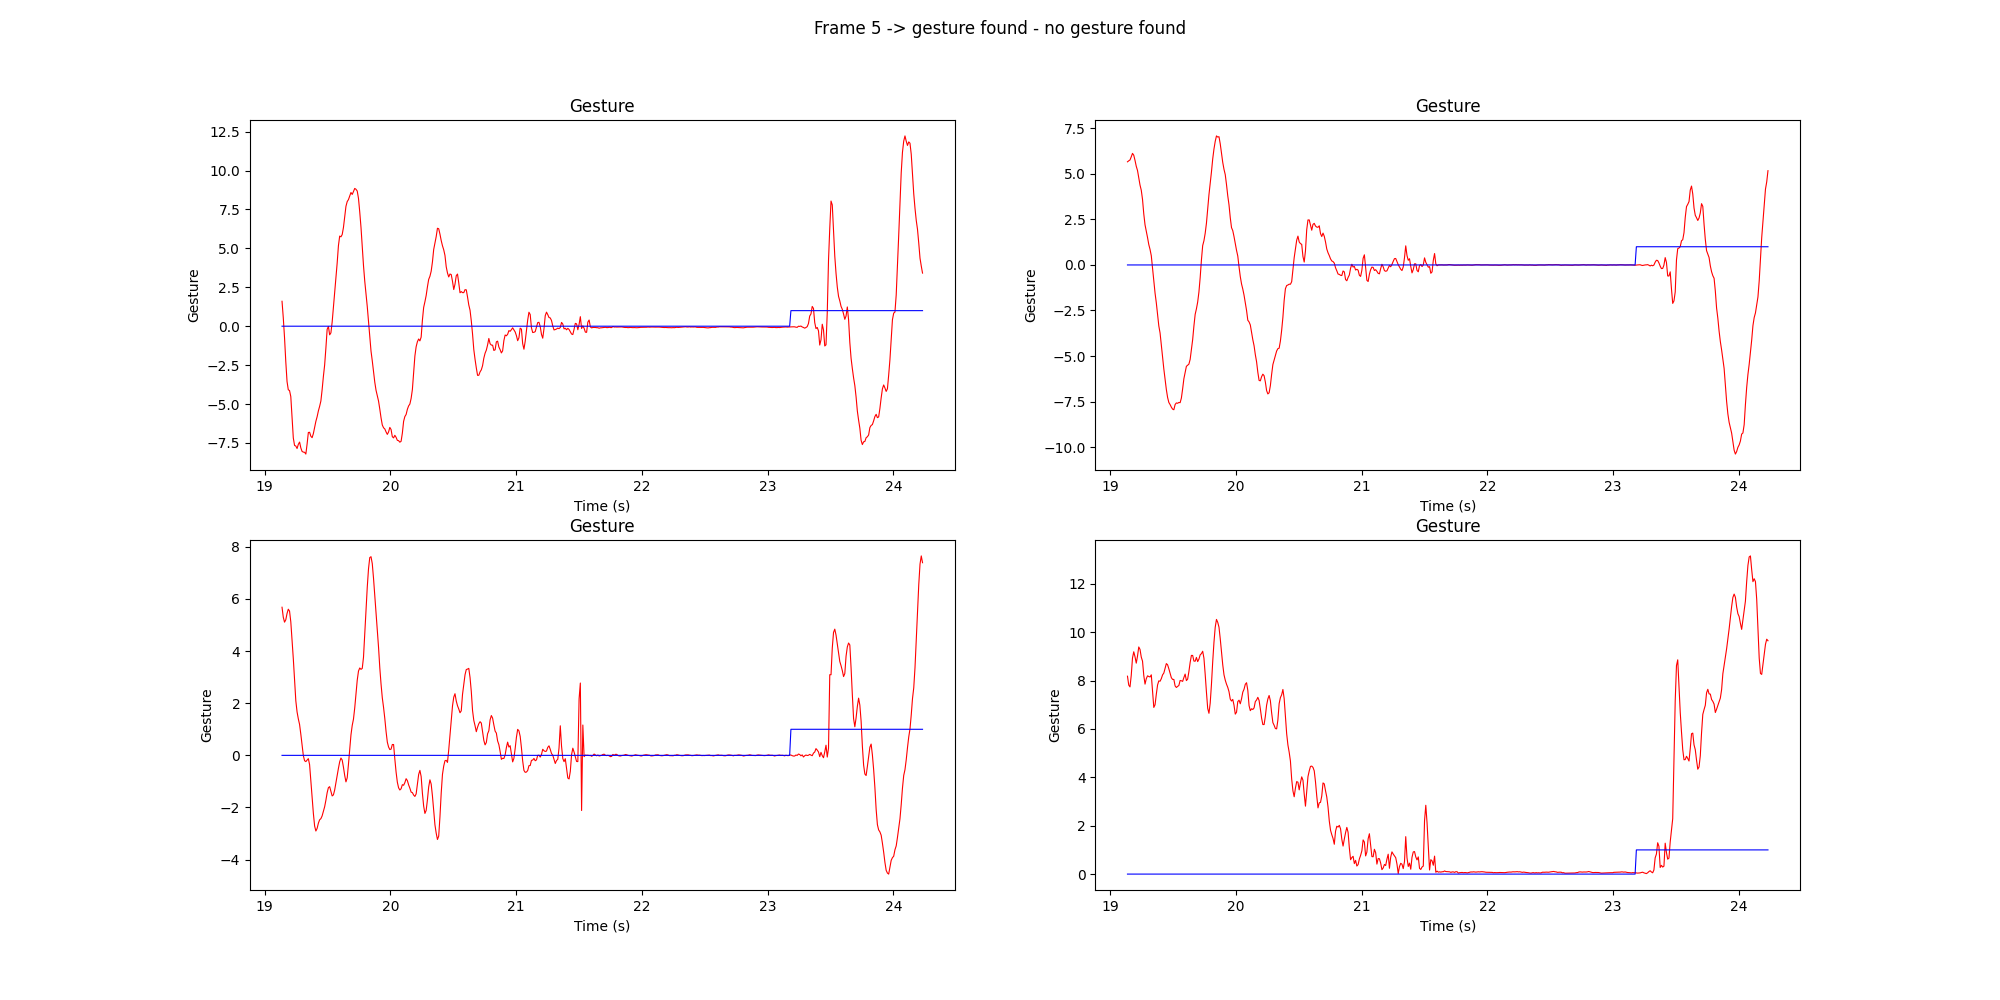 Frame 5 -> gesture found - no gesture found
Gesture
Gesture
12.5
10.0
7.5
5.0
2.5
0.0
−2.5
−5.0
−7.5
Gesture
19 20 21 22 23 24
Time (s)
Gesture
7.5
5.0
2.5
0.0
−2.5
−5.0
−7.5
−10.0
Gesture
19 20 21 22 23 24
Time (s)
Gesture
8
6
4
2
0
−2
−4
Gesture
19 20 21 22 23 24
Time (s)
Gesture
12
10
8
6
4
2
0
19 20 21 22 23 24
Time (s)